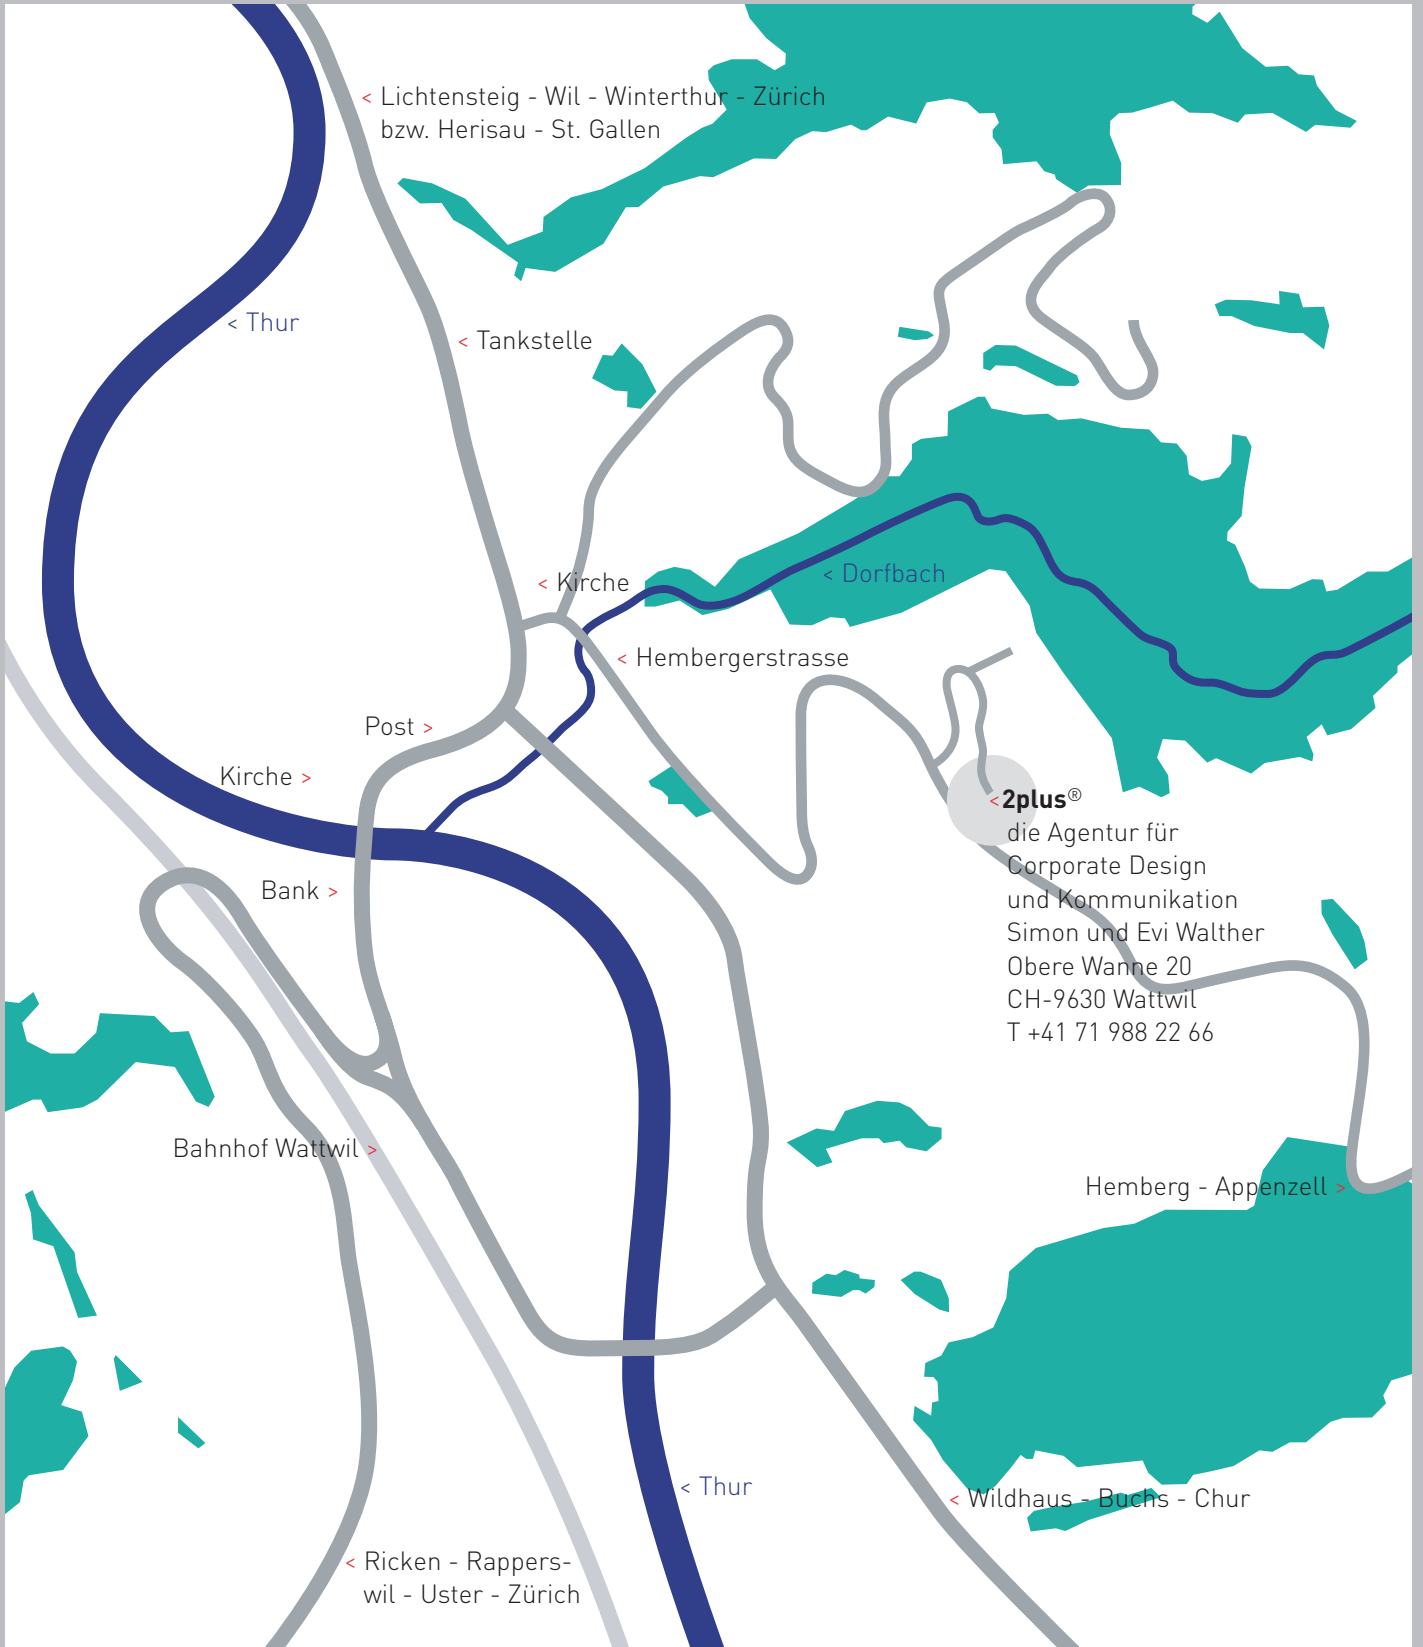 < Lichtensteig - Wil - Winterthur - Zürich
bzw. Herisau - St. Gallen
< Thur
< Tankstelle
< Kirche
< Dorfbach
< Hembergerstrasse
Post >
Kirche >
< 2plus®
die Agentur für
Corporate Design
und Kommunikation
Simon und Evi Walther
Obere Wanne 20
CH-9630 Wattwil
T +41 71 988 22 66
Bank >
Bahnhof Wattwil >
Hemberg - Appenzell >
< Thur
< Wildhaus - Buchs - Chur
< Ricken - Rappers-
wil - Uster - Zürich